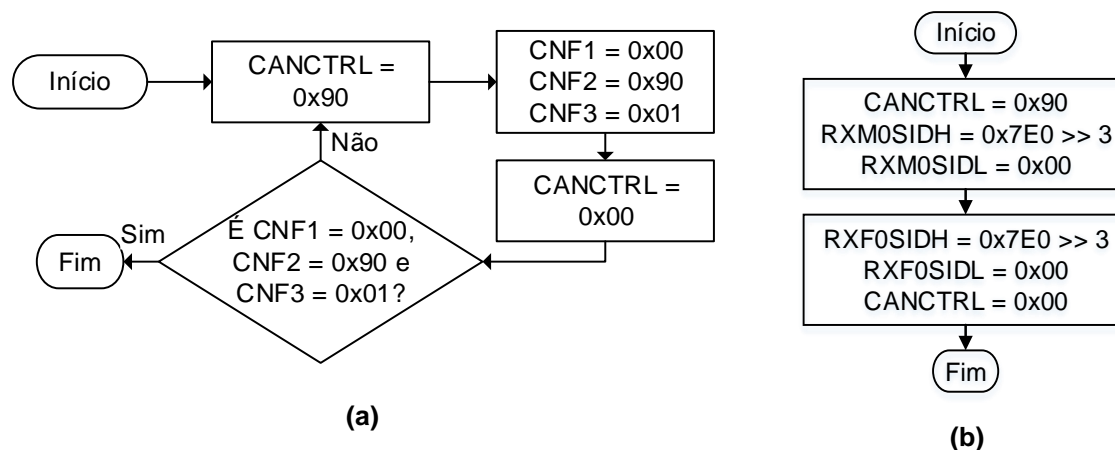 Início
CANCTRL =
0x90
CNF1 = 0x00
CNF2 = 0x90
CNF3 = 0x01
CANCTRL =
0x00
É CNF1 = 0x00,
CNF2 = 0x90 e
CNF3 = 0x01?
Não
Sim
Fim
(a)
Início
CANCTRL = 0x90
RXM0SIDH = 0x7E0 >> 3
RXM0SIDL = 0x00
RXF0SIDH = 0x7E0 >> 3
RXF0SIDL = 0x00
CANCTRL = 0x00
Fim
(b)